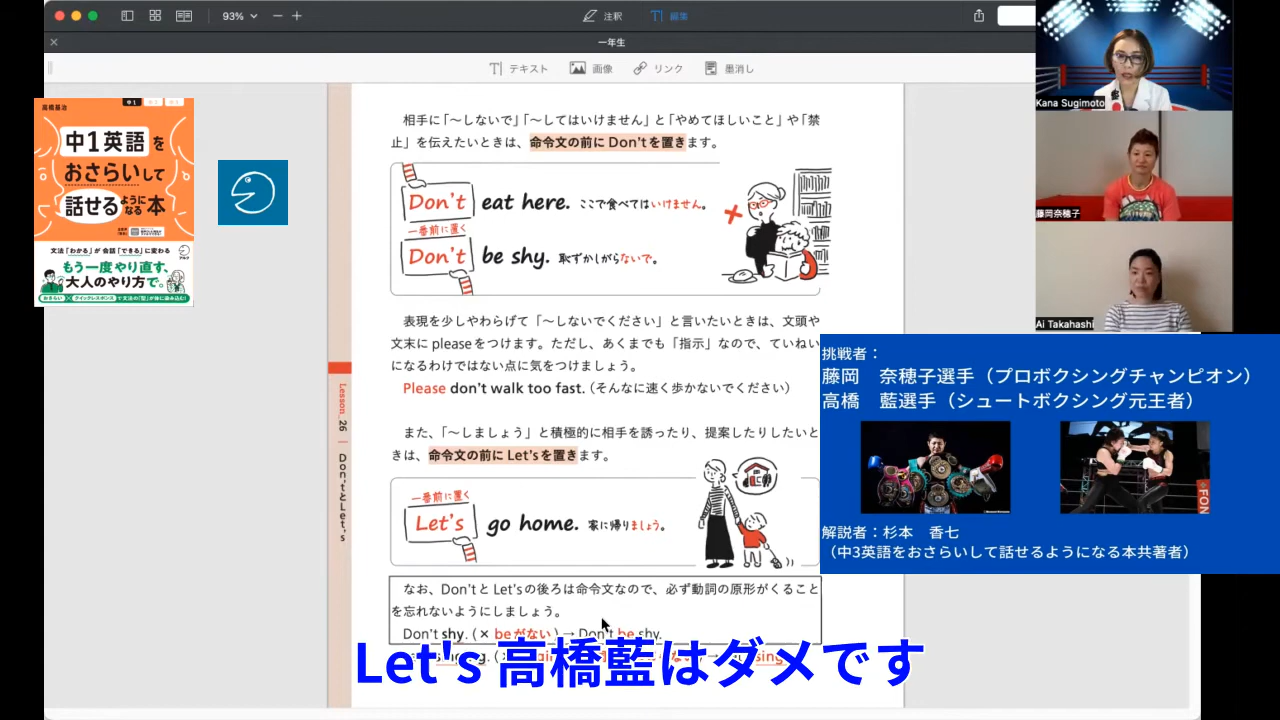 93%
注釈
編集
一年生
テキスト
画像
リンク
墨消し
相手に「～しないで」「～してはいけません」と「やめてほしいこと」や「禁
止」を伝えたいときは、命令文の前にDon'tを置きます。
Don't eat here. ここで食べてはいけません。
一番前に置く
Don't be shy. 恥ずかしがらないで。
表現を少しやわらげて「～しないでください」と言いたいときは、文頭や
文末にpleaseをつけます。ただし、あくまでも「指示」なので、ていねい
になるわけではない点に気をつけましょう。
Please don't walk too fast.（そんなに速く歩かないでください）
また、「～しましょう」と積極的に相手を誘ったり、提案したりしたいと
きは、命令文の前にLet'sを置きます。
一番前に置く
Let's go home. 家に帰りましょう。
なお、Don'tとLet'sの後ろは命令文なので、必ず動詞の原形がくること
を忘れないようにしましょう。
Don't shy. (× beがない) → Don't be shy.
Lesson_26
Don'tとLet's
高橋基治
中1
中1英語を
おさらいして
話せるようになる本
文法「わかる」が会話「できる」に変わる
もう一度やり直す、
大人のやり方で。
Kana Sugimoto
藤岡奈穂子
Ai Takahashi
挑戦者：
藤岡　奈穂子選手（プロボクシングチャンピオン）
高橋　藍選手（シュートボクシング元王者）
解説者：杉本　香七
（中3英語をおさらいして話せるようになる本共著者）
Let's 高橋藍はダメです